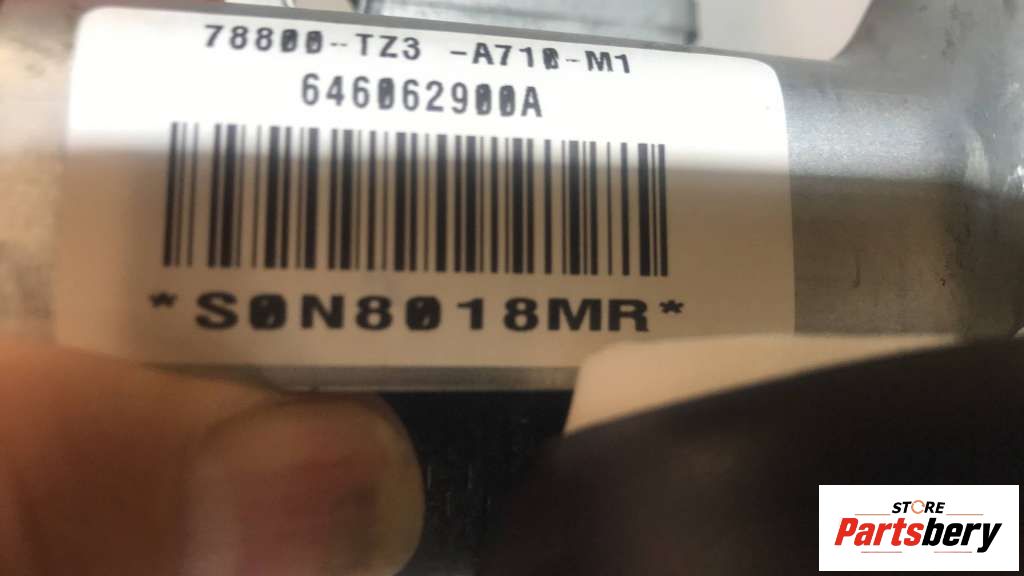 78800-TZ3 -A710-M1
646062900A
*S0N8018MR*
STORE
Partsbery